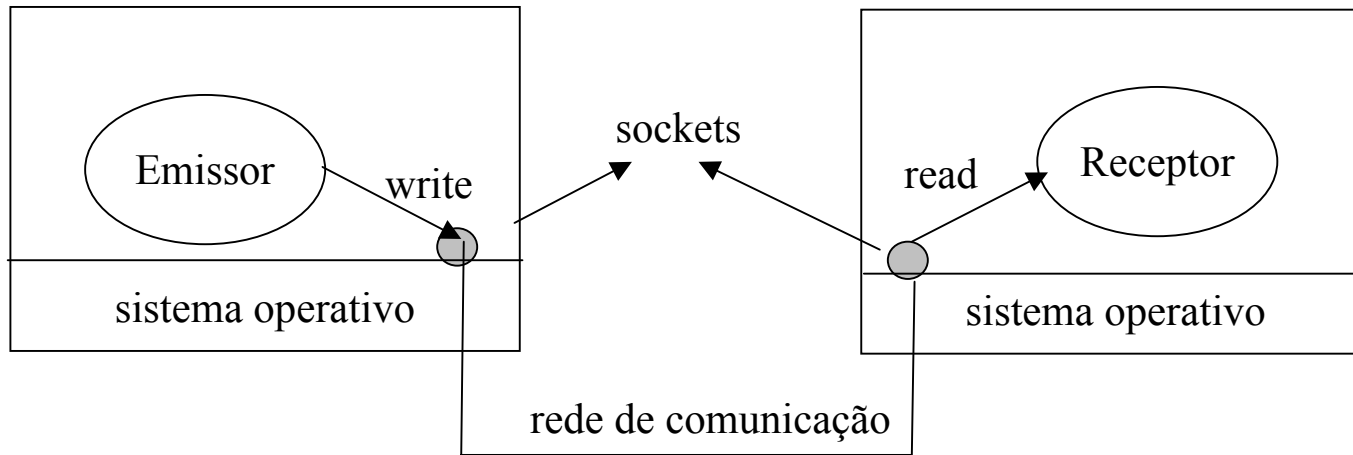 Emissor
write
sockets
read
Receptor
sistema operativo
sistema operativo
rede de comunicação